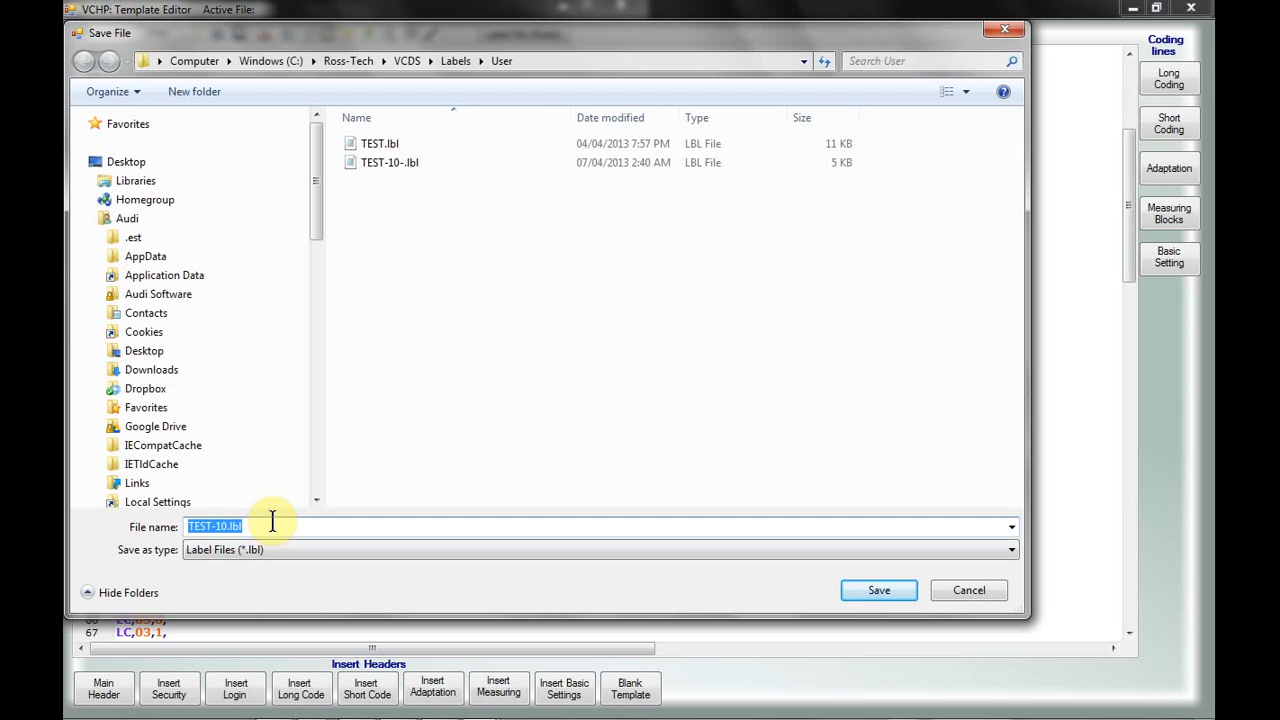 VCHP: Template Editor   Active File:
Save File
Computer Windows (C:) Ross-Tech VCDS Labels User
Search User
Organize
New folder
Name Date modified Type Size
TEST.lbl 04/04/2013 7:57 PM LBL File 11 KB
TEST-10-.lbl 07/04/2013 2:40 AM LBL File 5 KB
Favorites
Desktop
Libraries
Homegroup
Audi
.est
AppData
Application Data
Audi Software
Contacts
Cookies
Desktop
Downloads
Dropbox
Favorites
Google Drive
IECompatCache
IETldCache
Links
Local Settings
File name: TEST-10.lbl
Save as type: Label Files (*.lbl)
Hide Folders
Save
Cancel
67 LC,03,1,
Coding
lines
Long
Coding
Short
Coding
Adaptation
Measuring
Blocks
Basic
Setting
Insert Headers
Main
Header
Insert
Security
Insert
Login
Insert
Long Code
Insert
Short Code
Insert
Adaptation
Insert
Measuring
Insert Basic
Settings
Blank
Template